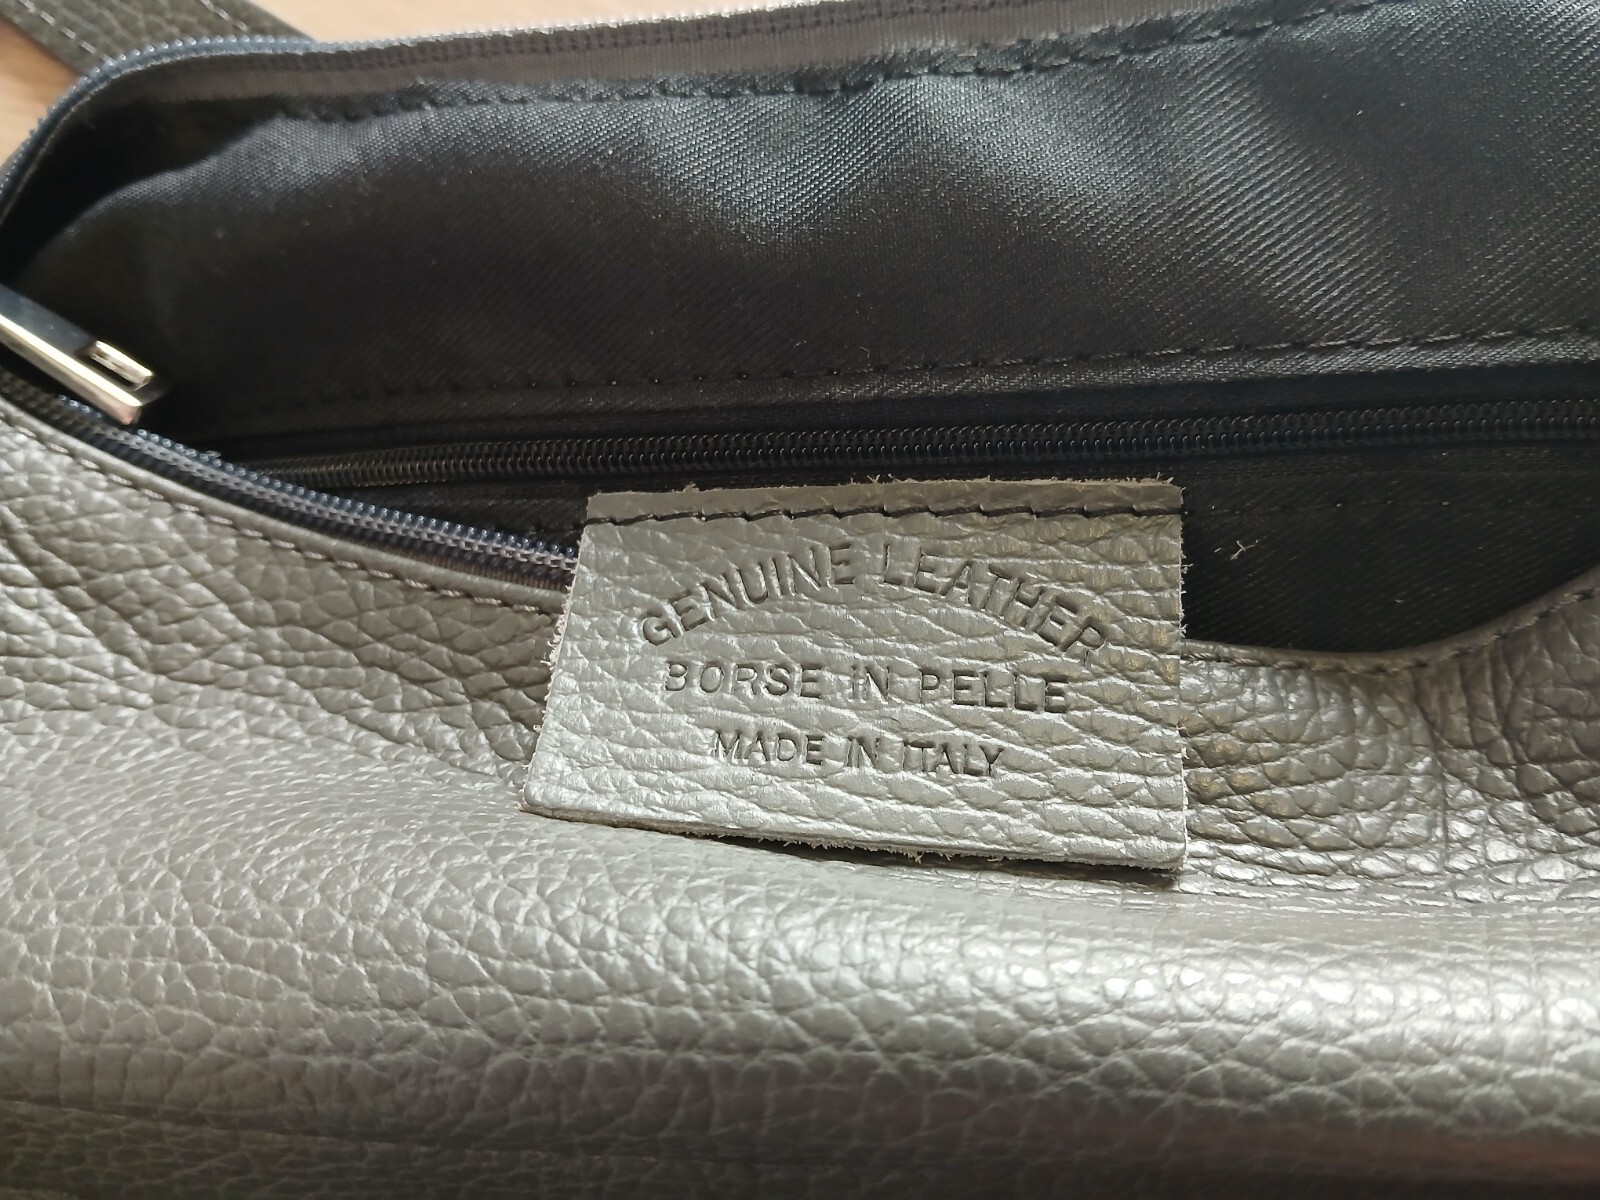 GENUINE LEATHER
BORSE IN PELLE
MADE IN ITALY